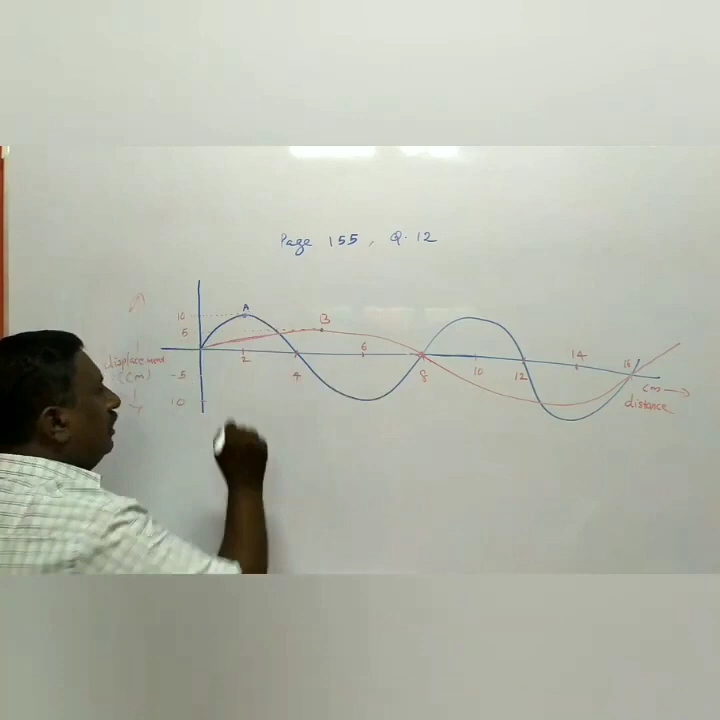 Page 155, Q.12
10
A
5
B
displacement
(cm)
-5
10
2
4
6
8
10
12
14
16
cm →
distance